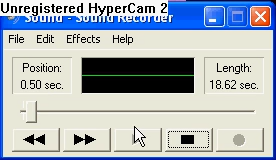 Unregistered HyperCam 2
Sound - Sound Recorder
File Edit Effects Help
Position:
0.50 sec.
Length:
18.62 sec.